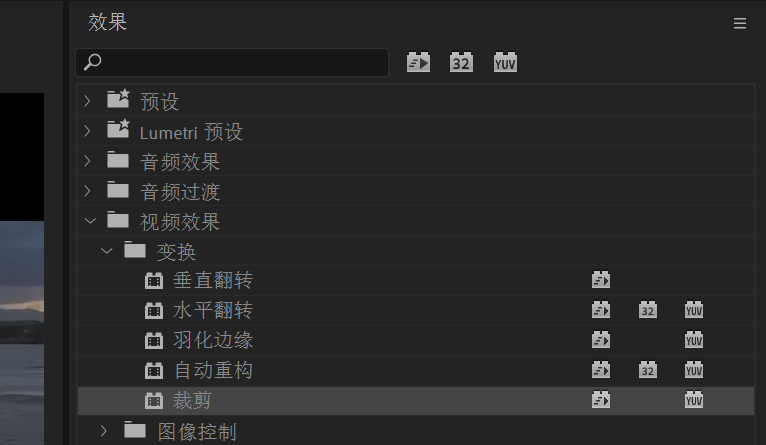 效果
32 YUV
预设
Lumetri 预设
音频效果
音频过渡
视频效果
变换
垂直翻转
水平翻转 32 YUV
羽化边缘 YUV
自动重构 32 YUV
裁剪 YUV
图像控制